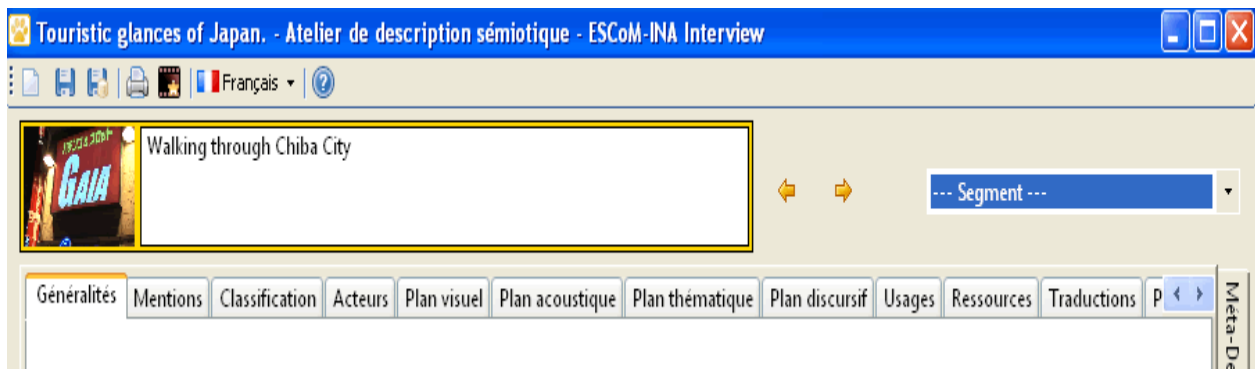 Touristic glances of Japan. - Atelier de description sémiotique - ESCoM-INA Interview
Français
GAIA
Walking through Chiba City
--- Segment ---
Généralités Mentions Classification Acteurs Plan visuel Plan acoustique Plan thématique Plan discursif Usages Ressources Traductions P
Méta-De